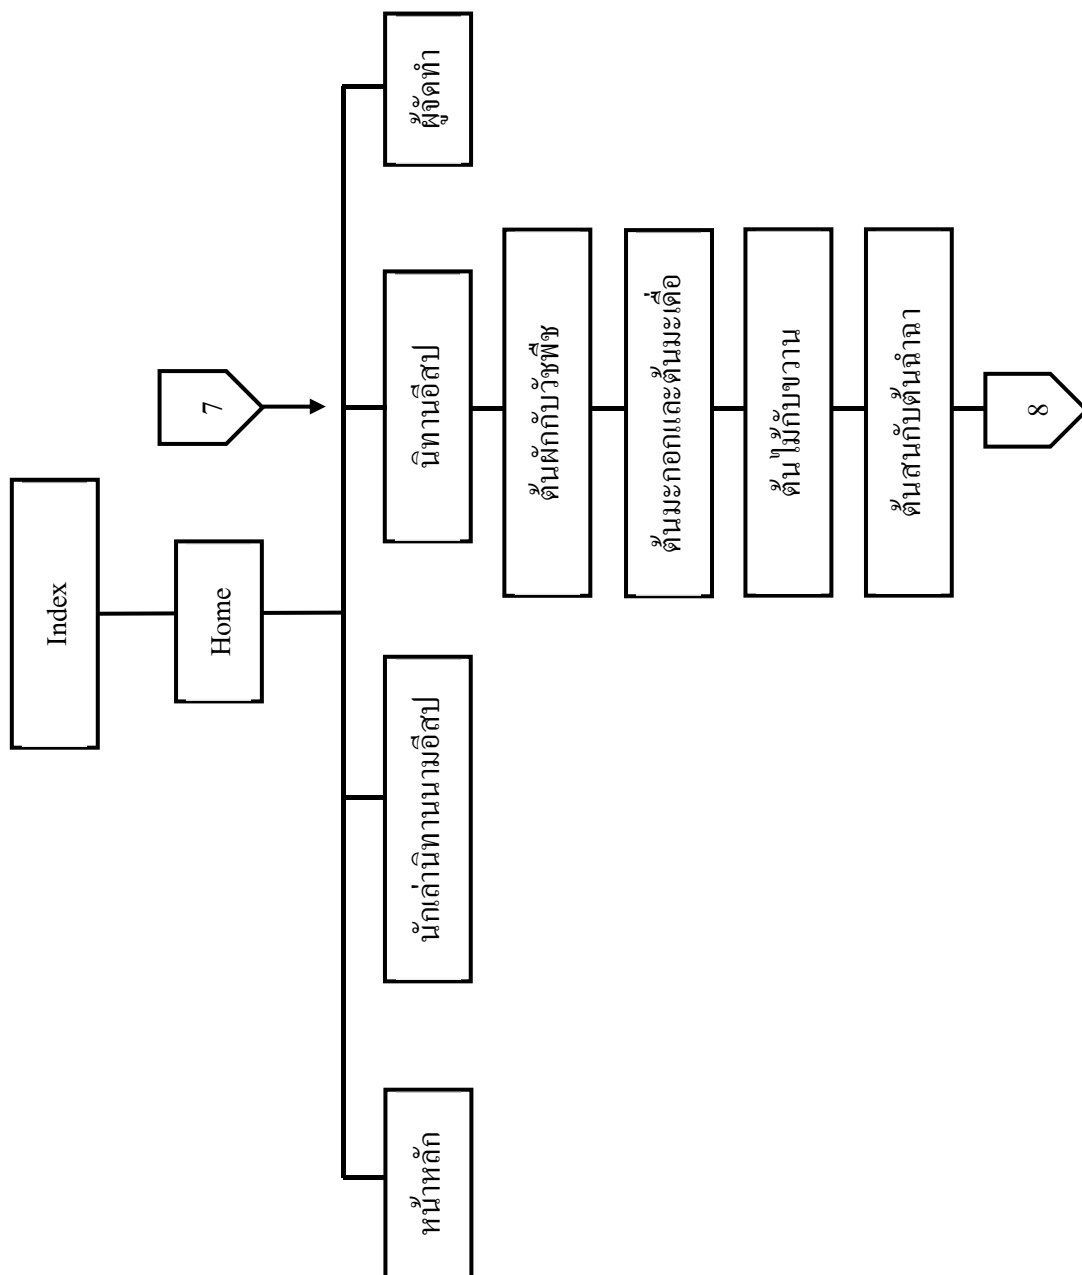 Index
Home
7
หน้าหลัก
นักเล่านิทานนามอีสป
นิทานอีสป
ผู้จัดทำ
ต้นผักกับวัชพืช
ต้นมะกอกและต้นมะเดื่อ
ต้นไม้กับขวาน
ต้นสนกับต้นฉำฉา
8